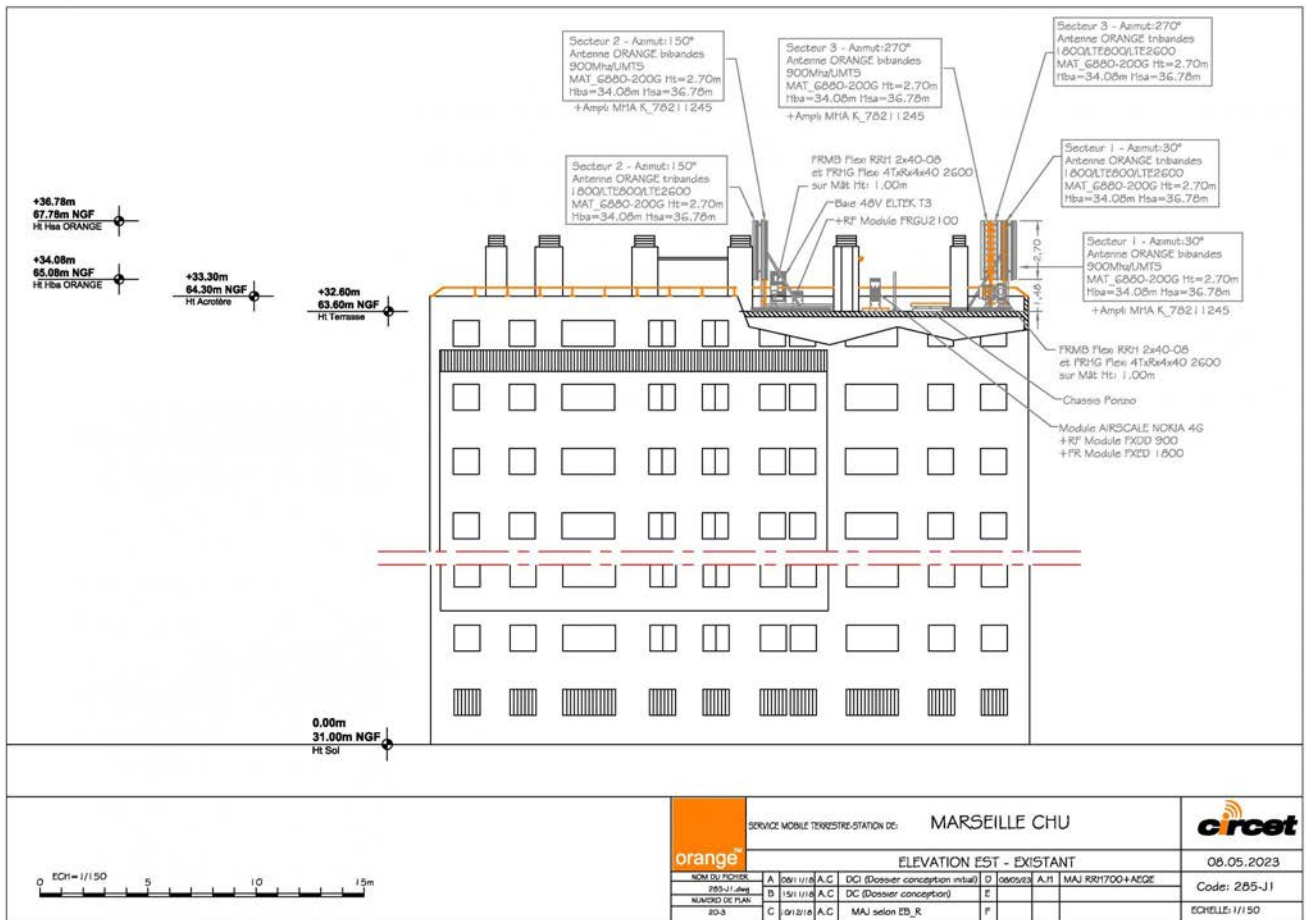 Secteur 2 - Azimut:150°
Antenne ORANGE bibandes
900Mhz/UMTS
MAT_6880-200G Ht=2.70m
Hba=34.08m Hsa=36.78m
+Ampli MHA K_78211245
Secteur 3 - Azimut:270°
Antenne ORANGE bibandes
900Mhz/UMTS
MAT_6880-200G Ht=2.70m
Hba=34.08m Hsa=36.78m
+Ampli MHA K_78211245
Secteur 3 - Azimut:270°
Antenne ORANGE tribandes
1800/LTE800/LTE2600
MAT_6880-200G Ht=2.70m
Hba=34.08m Hsa=36.78m
Secteur 2 - Azimut:150°
Antenne ORANGE tribandes
1800/LTE800/LTE2600
MAT_6880-200G Ht=2.70m
Hba=34.08m Hsa=36.78m
FRMB Flexi RRH 2x40-08
et FRHG Flexi 4TxRx4x40 2600
sur Mât Ht: 1.00m
Baie 48V ELTEK T3
+RF Module FRGU2100
Secteur 1 - Azimut:30°
Antenne ORANGE tribandes
1800/LTE800/LTE2600
MAT_6880-200G Ht=2.70m
Hba=34.08m Hsa=36.78m
Secteur 1 - Azimut:30°
Antenne ORANGE bibandes
900Mhz/UMTS
MAT_6880-200G Ht=2.70m
Hba=34.08m Hsa=36.78m
+Ampli MHA K_78211245
2,70
1,48
+36.78m
67.78m NGF
Ht Hsa ORANGE
+34.08m
65.08m NGF
Ht Hba ORANGE
+33.30m
64.30m NGF
Ht Acrotère
+32.60m
63.60m NGF
Ht Terrasse
FRMB Flexi RRH 2x40-08
et FRHG Flexi 4TxRx4x40 2600
sur Mât Ht: 1.00m
Chassis Ponzio
Module AIRSCALE NOKIA 4G
+RF Module FXDD 900
+FR Module FXED 1800
0.00m
31.00m NGF
Ht Sol
ECH=1/150
0 5 10 15m
orange™
SERVICE MOBILE TERRESTRE-STATION DE: MARSEILLE CHU
circet
ELEVATION EST - EXISTANT
08.05.2023
NOM DU FICHIER
285-J1.dwg
NUMERO DE PLAN
20-3
A 08/11/18 A.C DCI (Dossier conception initial) D 08/05/23 A.H MAJ RRH700+AEQE
B 15/11/18 A.C DC (Dossier conception) E
C 10/12/18 A.C MAJ selon EB_R F
Code: 285-J1
ECHELLE: 1/150